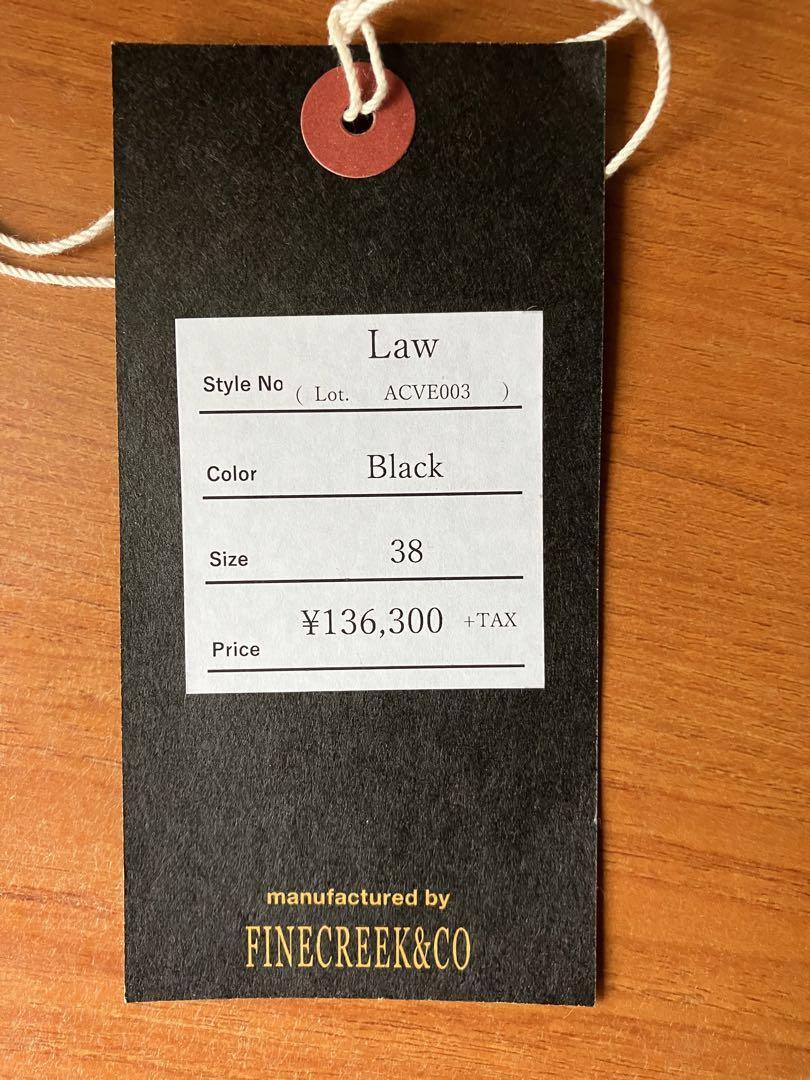 Law
Style No ( Lot. ACVE003 )
Color Black
Size 38
Price ¥136,300 +TAX
manufactured by
FINECREEK&CO